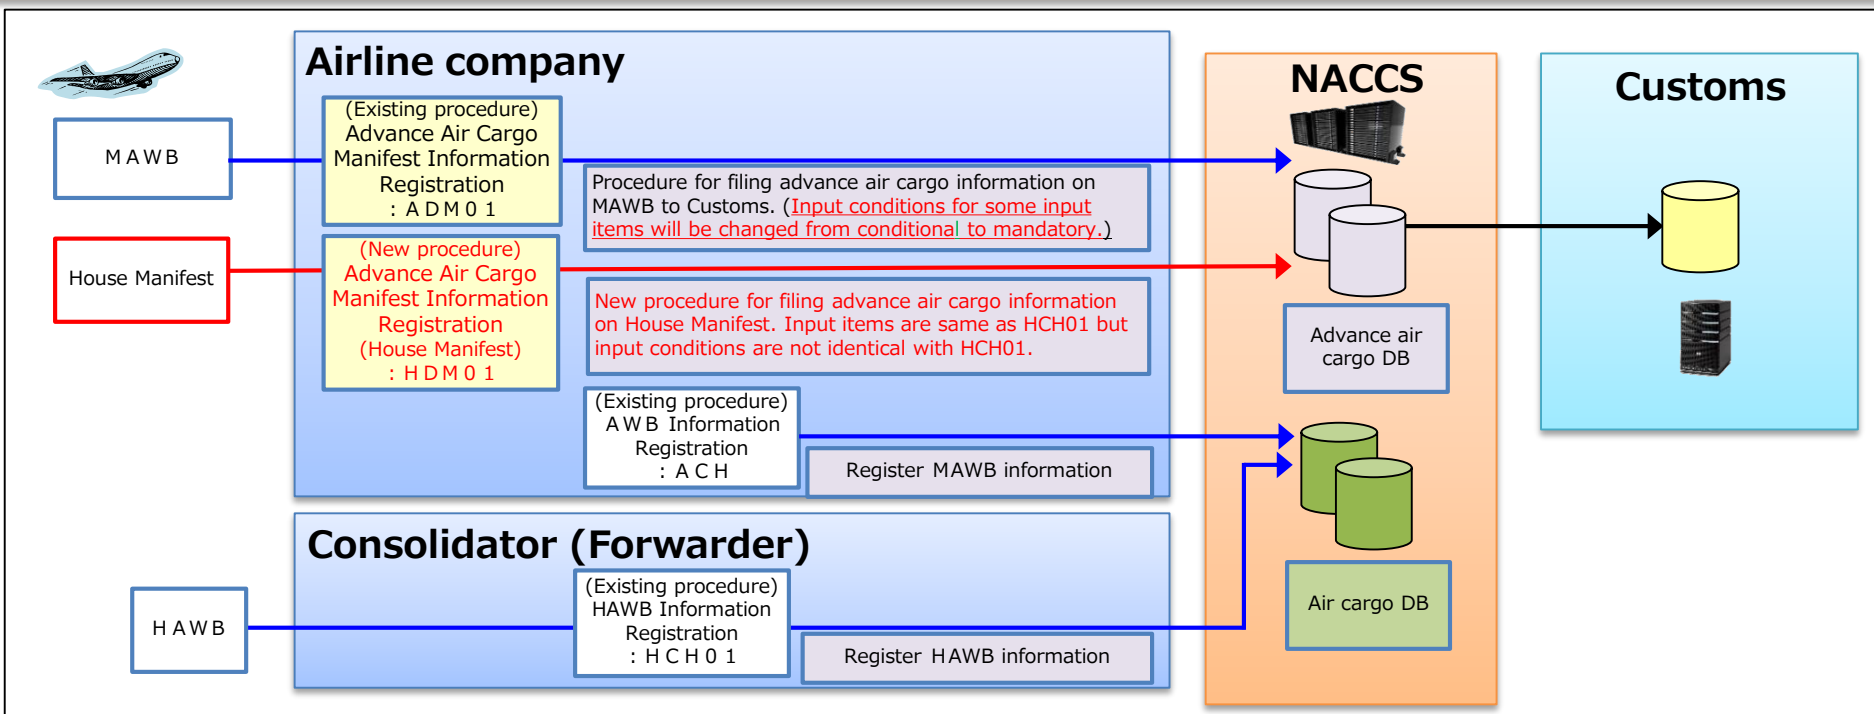 Airline company
NACCS
Customs
MAWB
(Existing procedure)
Advance Air Cargo
Manifest Information
Registration
: ADM01
Procedure for filing advance air cargo information on
MAWB to Customs. (Input conditions for some input
items will be changed from conditional to mandatory.)
House Manifest
(New procedure)
Advance Air Cargo
Manifest Information
Registration
(House Manifest)
: HDM01
New procedure for filing advance air cargo information
on House Manifest. Input items are same as HCH01 but
input conditions are not identical with HCH01.
Advance air
cargo DB
(Existing procedure)
AWB Information
Registration
: ACH
Register MAWB information
Consolidator (Forwarder)
HAWB
(Existing procedure)
HAWB Information
Registration
: HCH01
Register HAWB information
Air cargo DB